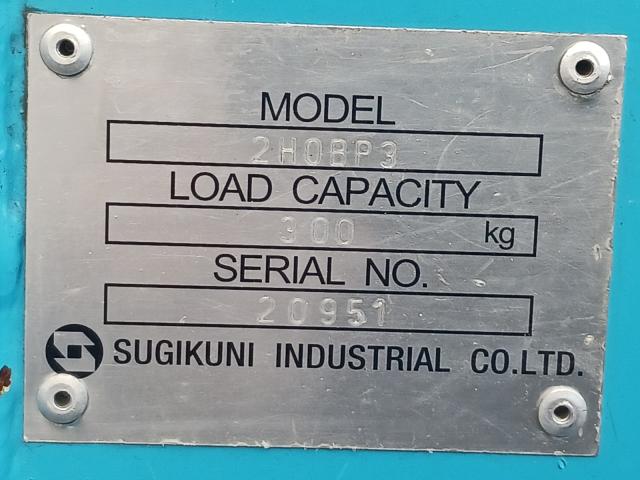 MODEL
2H0BP3
LOAD CAPACITY
300 kg
SERIAL NO.
20951
SUGIKUNI INDUSTRIAL CO.LTD.